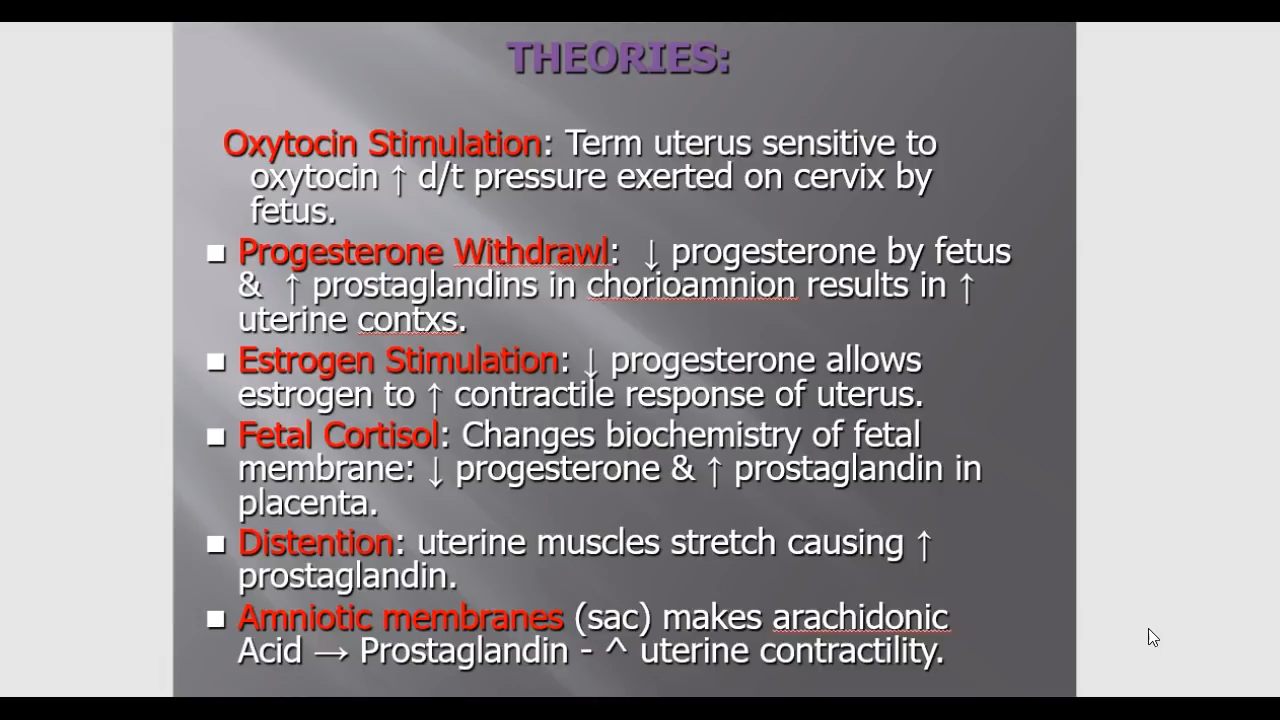 THEORIES:
Oxytocin Stimulation: Term uterus sensitive to
oxytocin ↑ d/t pressure exerted on cervix by
fetus.
■ Progesterone Withdrawl: ↓ progesterone by fetus
& ↑ prostaglandins in chorioamnion results in ↑
uterine contxs.
■ Estrogen Stimulation: ↓ progesterone allows
estrogen to ↑ contractile response of uterus.
■ Fetal Cortisol: Changes biochemistry of fetal
membrane: ↓ progesterone & ↑ prostaglandin in
placenta.
■ Distention: uterine muscles stretch causing ↑
prostaglandin.
■ Amniotic membranes (sac) makes arachidonic
Acid → Prostaglandin - ^ uterine contractility.